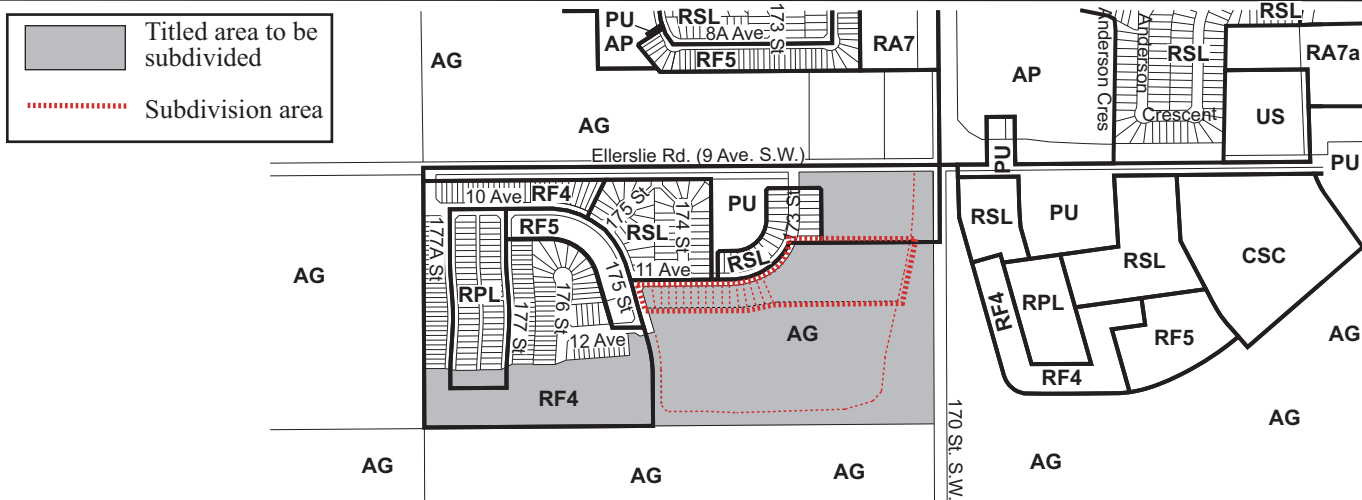 Titled area to be
subdivided
Subdivision area
PU
RSL
8A Ave.
173 St
AP
RF5
RA7
AG
AG
AP
Anderson Cres
Anderson
Crescent
RSL
RSL
RA7a
US
Ellerslie Rd. (9 Ave. S.W.)
PU
PU
10 Ave
RF4
175 St
174 St
RSL
PU
73 St
RSL
RF5
11 Ave
177A St
RPL
177 St
176 St
175 St
12 Ave
AG
AG
RF4
RSL
PU
RSL
CSC
RF4
RPL
RF5
RF4
AG
170 St. S.W.
AG
AG
AG
AG
AG